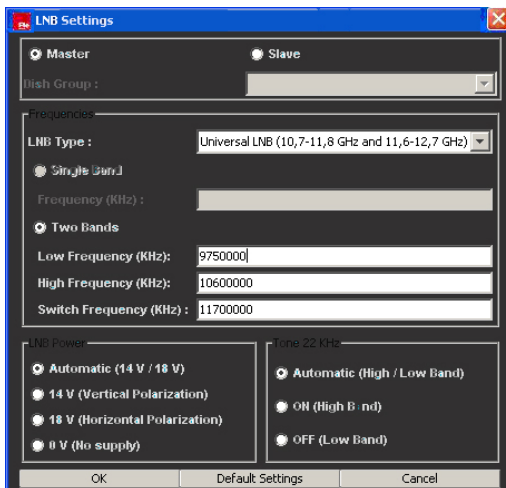 LNB Settings
Master Slave
Dish Group :
Frequencies
LNB Type : Universal LNB (10,7-11,8 GHz and 11,6-12,7 GHz)
Single Band
Frequency (KHz) :
Two Bands
Low Frequency (KHz): 9750000
High Frequency (KHz): 10600000
Switch Frequency (KHz) : 11700000
LNB Power Tone 22 KHz
Automatic (14 V / 18 V) Automatic (High / Low Band)
14 V (Vertical Polarization) ON (High Band)
18 V (Horizontal Polarization) OFF (Low Band)
0 V (No supply)
OK Default Settings Cancel